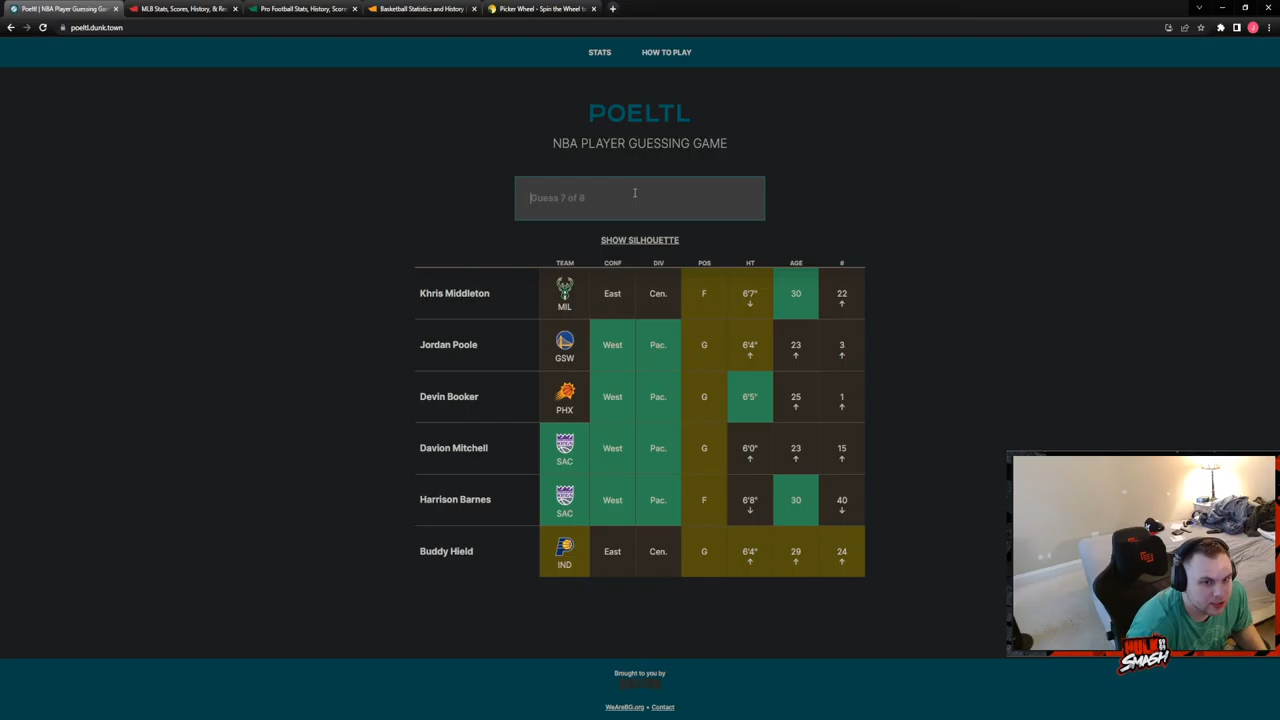 Poeltl | NBA Player Guessing Gam
MLB Stats, Scores, History, & Re
Pro Football Stats, History, Score
Basketball Statistics and History
Picker Wheel - Spin the Wheel t
poeltl.dunk.town
STATS
HOW TO PLAY
POELTL
NBA PLAYER GUESSING GAME
Guess 7 of 8
SHOW SILHOUETTE
TEAM CONF DIV POS HT AGE #
Khris Middleton MIL East Cen. F 6'7" ↓ 30 22 ↑
Jordan Poole GSW West Pac. G 6'4" ↑ 23 ↑ 3 ↑
Devin Booker PHX West Pac. G 6'5" 25 ↑ 1 ↑
Davion Mitchell SAC West Pac. G 6'0" ↑ 23 ↑ 15 ↑
Harrison Barnes SAC West Pac. F 6'8" ↓ 30 40 ↓
Buddy Hield IND East Cen. G 6'4" ↑ 29 ↑ 24 ↑
HULK
SMASH
Brought to you by
WeAreBG.org • Contact